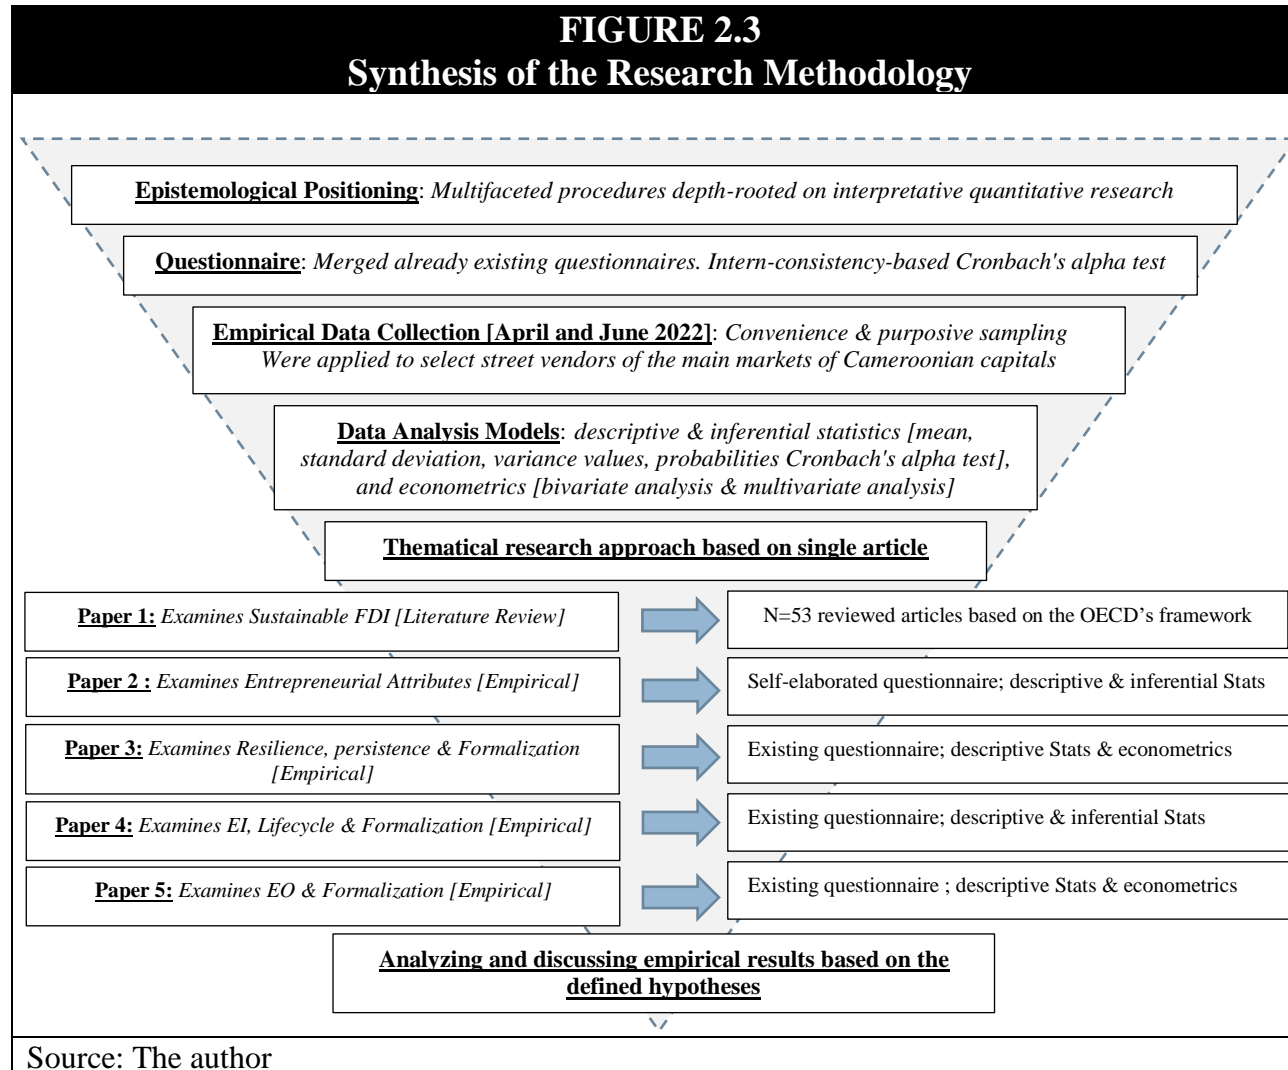 FIGURE 2.3
Synthesis of the Research Methodology
Epistemological Positioning: Multifaceted procedures depth-rooted on interpretative quantitative research
Questionnaire: Merged already existing questionnaires. Intern-consistency-based Cronbach's alpha test
Empirical Data Collection [April and June 2022]: Convenience & purposive sampling
Were applied to select street vendors of the main markets of Cameroonian capitals
Data Analysis Models: descriptive & inferential statistics [mean,
standard deviation, variance values, probabilities Cronbach's alpha test],
and econometrics [bivariate analysis & multivariate analysis]
Thematical research approach based on single article
Paper 1: Examines Sustainable FDI [Literature Review]
N=53 reviewed articles based on the OECD’s framework
Paper 2 : Examines Entrepreneurial Attributes [Empirical]
Self-elaborated questionnaire; descriptive & inferential Stats
Paper 3: Examines Resilience, persistence & Formalization
[Empirical]
Existing questionnaire; descriptive Stats & econometrics
Paper 4: Examines EI, Lifecycle & Formalization [Empirical]
Existing questionnaire; descriptive & inferential Stats
Paper 5: Examines EO & Formalization [Empirical]
Existing questionnaire ; descriptive Stats & econometrics
Analyzing and discussing empirical results based on the
defined hypotheses
Source: The author